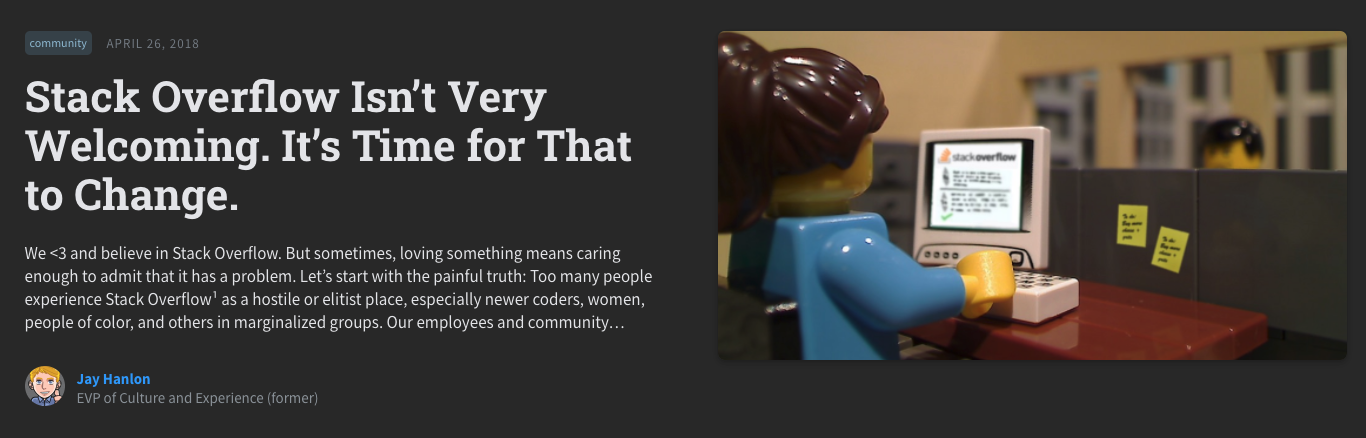 community APRIL 26, 2018
Stack Overflow Isn’t Very
Welcoming. It’s Time for That
to Change.
We <3 and believe in Stack Overflow. But sometimes, loving something means caring
enough to admit that it has a problem. Let’s start with the painful truth: Too many people
experience Stack Overflow¹ as a hostile or elitist place, especially newer coders, women,
people of color, and others in marginalized groups. Our employees and community…
Jay Hanlon
EVP of Culture and Experience (former)
stackoverflow